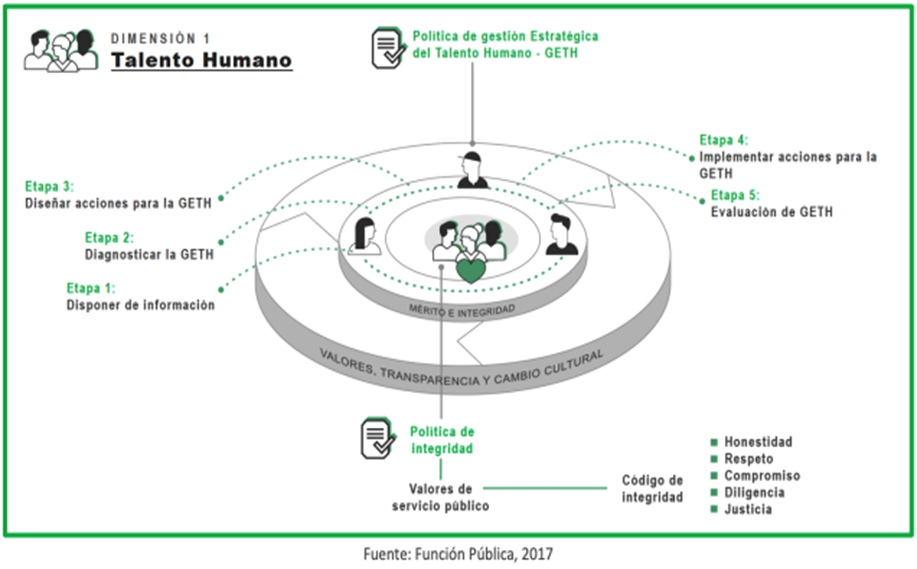 DIMENSIÓN 1
Talento Humano
Política de gestión Estratégica
del Talento Humano - GETH
Etapa 4:
Implementar acciones para la
GETH
Etapa 3:
Diseñar acciones para la GETH
Etapa 5:
Evaluación de GETH
Etapa 2:
Diagnosticar la GETH
Etapa 1:
Disponer de información
MÉRITO E INTEGRIDAD
VALORES, TRANSPARENCIA Y CAMBIO CULTURAL
Política de
integridad
Valores de
servicio público
Código de
integridad
Honestidad
Respeto
Compromiso
Diligencia
Justicia
Fuente: Función Pública, 2017